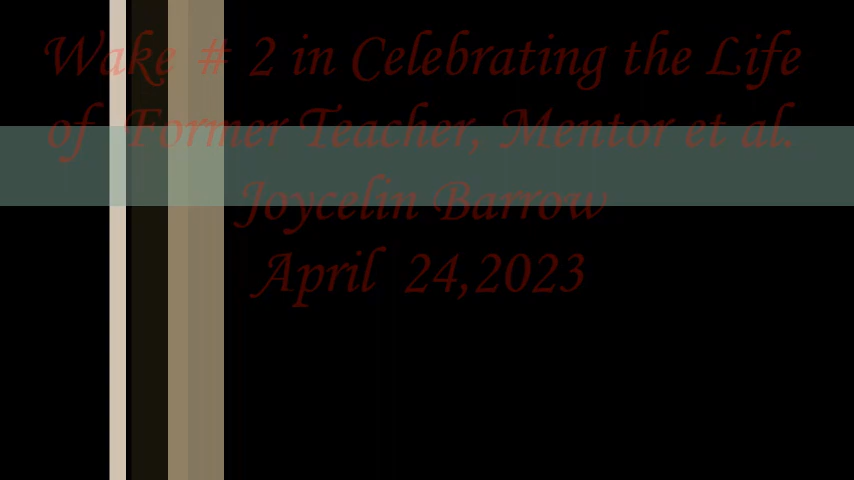 Wake # 2 in Celebrating the Life
of Former Teacher, Mentor et al.
Joycelin Barrow
April 24,2023